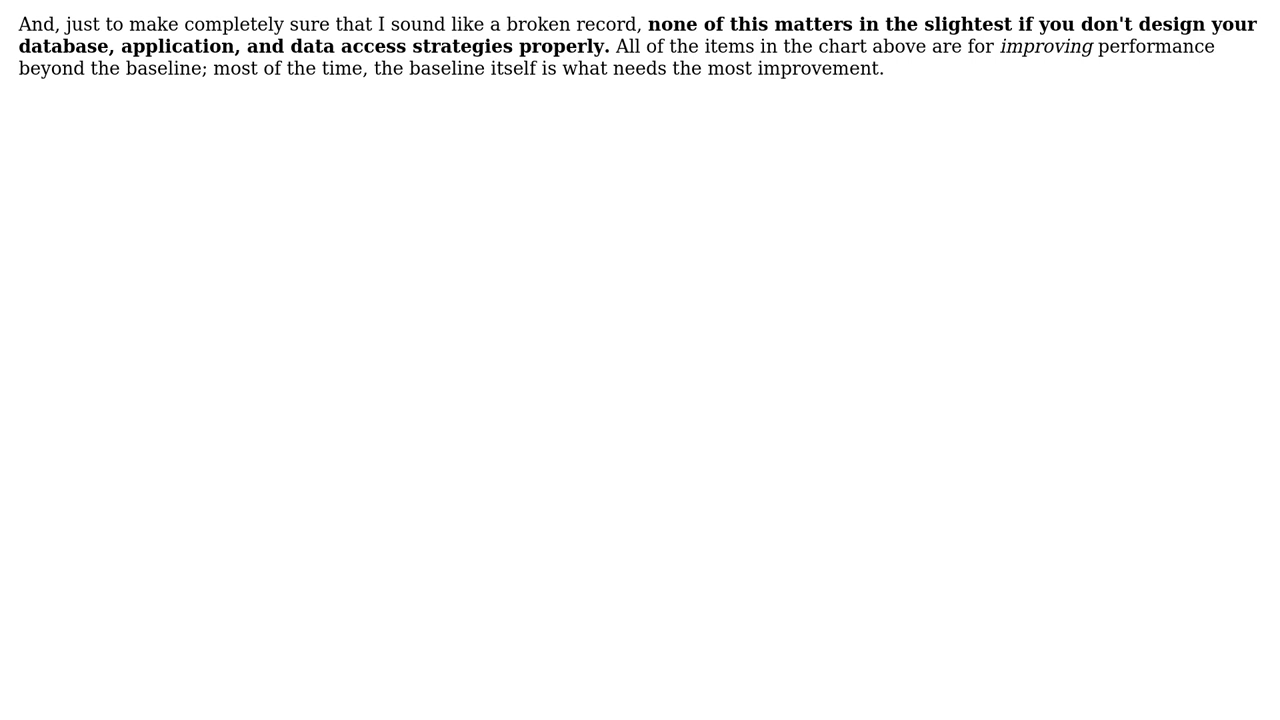 And, just to make completely sure that I sound like a broken record, none of this matters in the slightest if you don't design your
database, application, and data access strategies properly. All of the items in the chart above are for improving performance
beyond the baseline; most of the time, the baseline itself is what needs the most improvement.